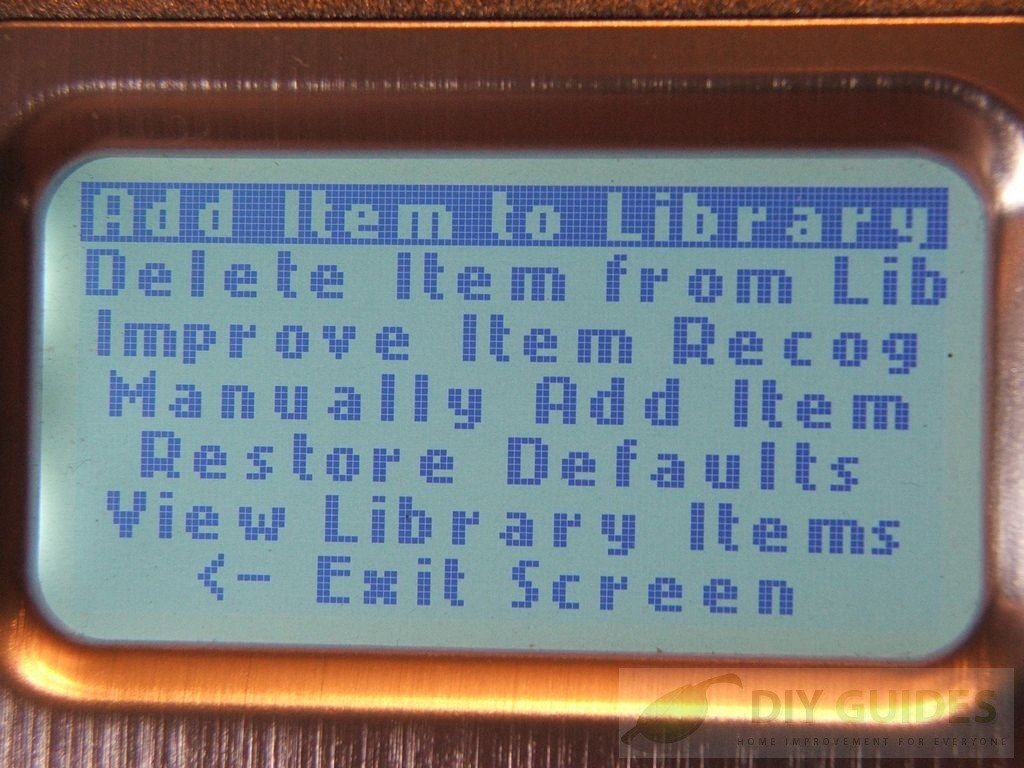 Add Item to Library
Delete Item from Lib
Improve Item Recog
Manually Add Item
Restore Defaults
View Library Items
<- Exit Screen
DIY GUIDES
HOME IMPROVEMENT FOR EVERYONE